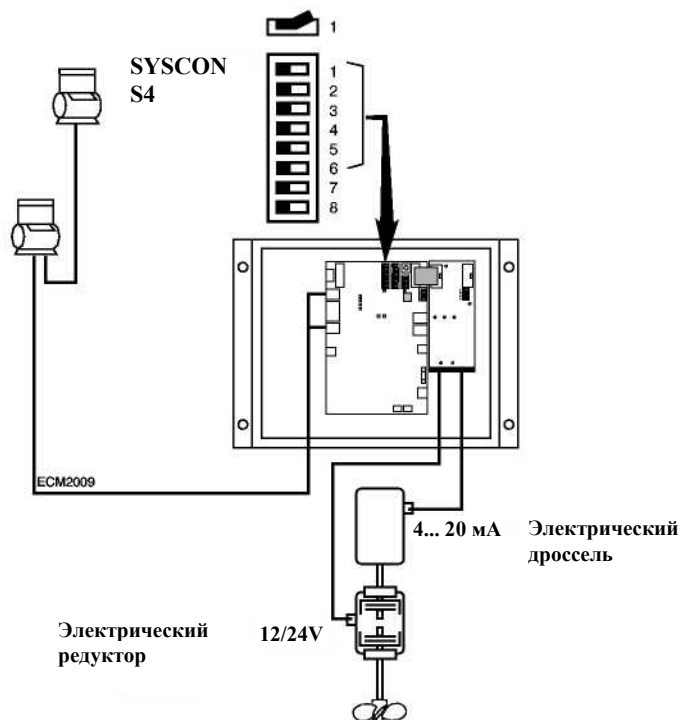 1
SYSCON
S4
1
2
3
4
5
6
7
8
ECM2009
4... 20 мА
Электрический
дроссель
Электрический
редуктор
12/24V